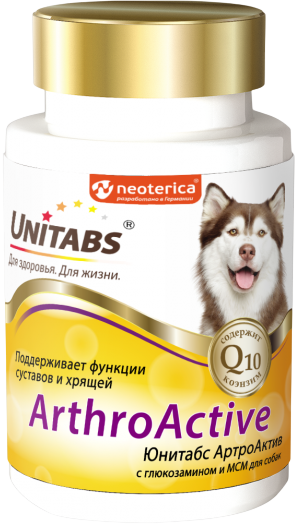 neoterica®
разработано в Германии
UNITABS®
Для здоровья. Для жизни.
содержит
Q10
коэнзим
Поддерживает функции
суставов и хрящей
ArthroActive
Юнитабс АртроАктив
с глюкозамином и МСМ для собак